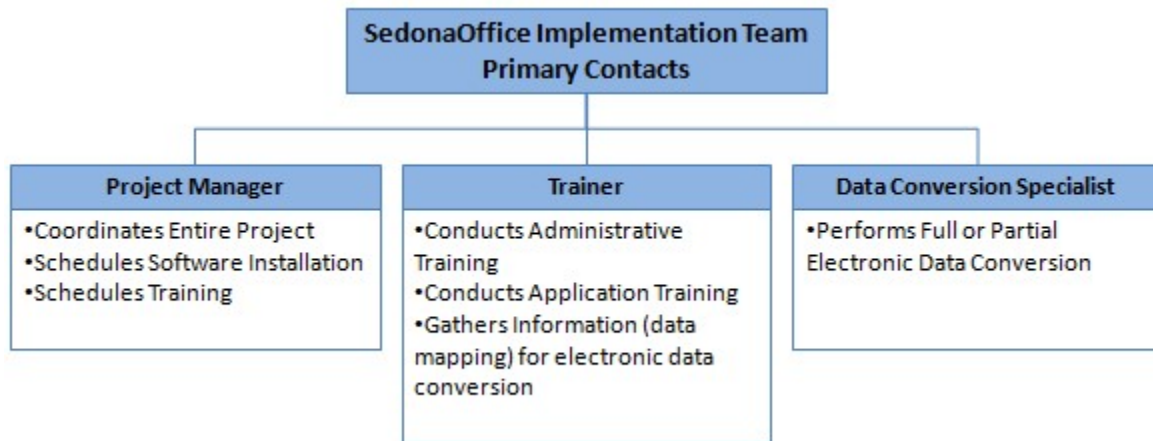 SedonaOffice Implementation Team
Primary Contacts
Project Manager
•Coordinates Entire Project
•Schedules Software Installation
•Schedules Training
Trainer
•Conducts Administrative
Training
•Conducts Application Training
•Gathers Information (data
mapping) for electronic data
conversion
Data Conversion Specialist
•Performs Full or Partial
Electronic Data Conversion